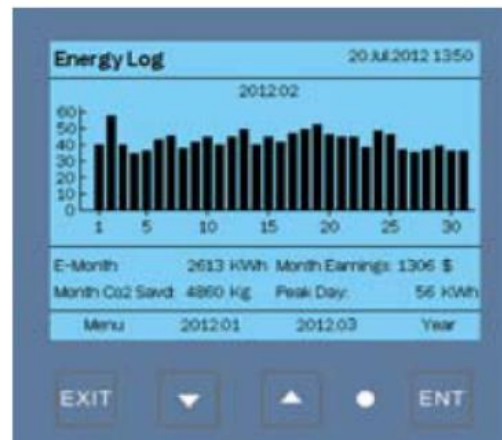 Energy Log 20 Jul 2012 13:50
2012.02
60
50
40
30
20
10
0
1 5 10 15 20 25 30
E-Month 2613 KWh Month Earnings: 1306 $
Month Co2 Savd: 4860 Kg Peak Day: 56 KWh
Menu 2012.01 2012.03 Year
EXIT ENT